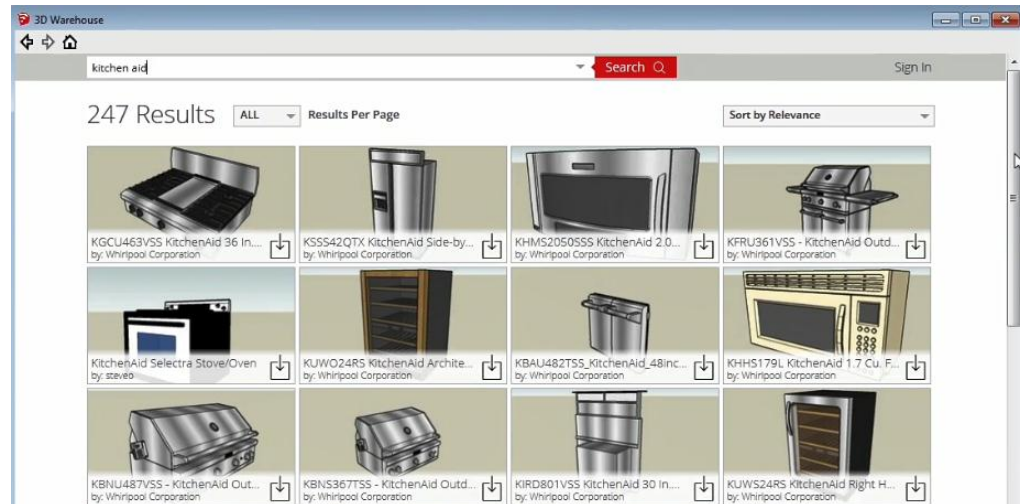 3D Warehouse
kitchen aid
Search
Sign In
247 Results
ALL
Results Per Page
Sort by Relevance
KGCU463VSS KitchenAid 36 In....
by: Whirlpool Corporation
KSSS42QTX KitchenAid Side-by...
by: Whirlpool Corporation
KHMS2050SSS KitchenAid 2.0...
by: Whirlpool Corporation
KFRU361VSS - KitchenAid Outd...
by: Whirlpool Corporation
KitchenAid Selectra Stove/Oven
by: steveo
KUWO24RS KitchenAid Archite...
by: Whirlpool Corporation
KBAU482TSS_KitchenAid_48inc...
by: Whirlpool Corporation
KHHS179L KitchenAid 1.7 Cu. F...
by: Whirlpool Corporation
KBNU487VSS - KitchenAid Out...
by: Whirlpool Corporation
KBNS367TSS - KitchenAid Outd...
by: Whirlpool Corporation
KIRD801VSS KitchenAid 30 In....
by: Whirlpool Corporation
KUWS24RS KitchenAid Right H...
by: Whirlpool Corporation